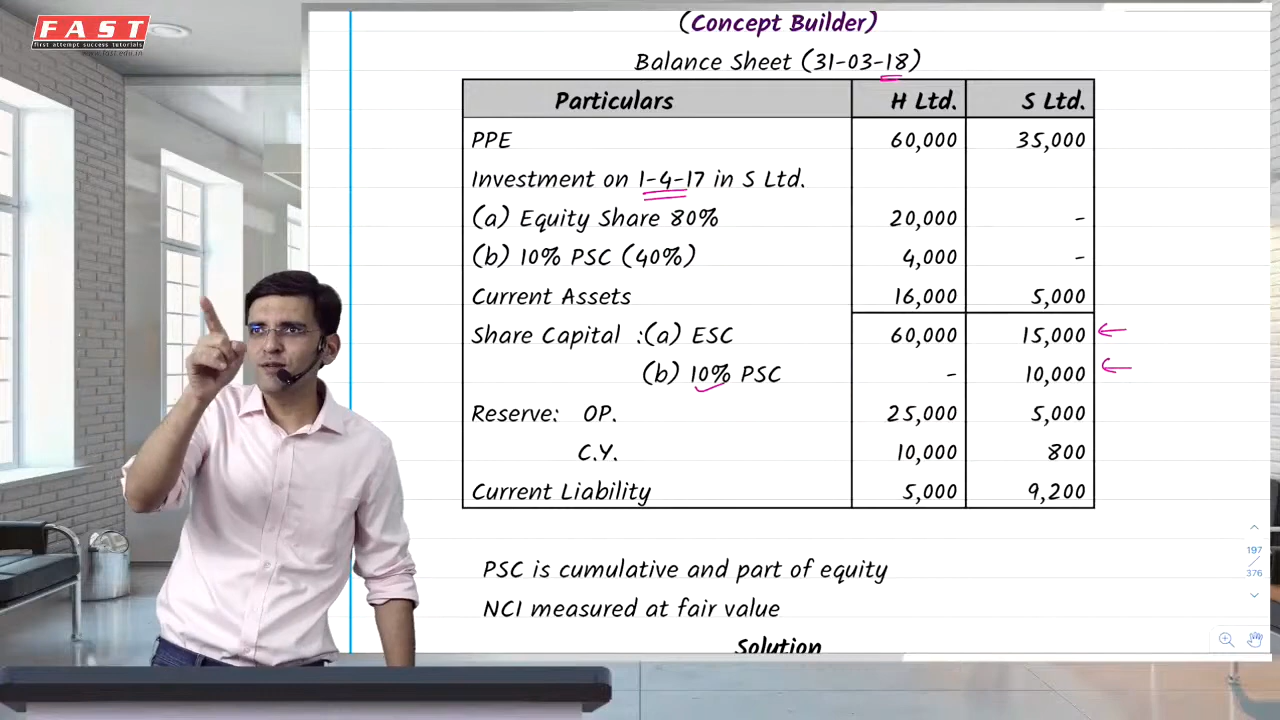 FAST
first attempt success tutorials
www.fast.edu.in
(Concept Builder)
Balance Sheet (31-03-18)
Particulars H Ltd. S Ltd.
PPE 60,000 35,000
Investment on 1-4-17 in S Ltd.
(a) Equity Share 80% 20,000 -
(b) 10% PSC (40%) 4,000 -
Current Assets 16,000 5,000
Share Capital :(a) ESC 60,000 15,000
(b) 10% PSC - 10,000
Reserve: OP. 25,000 5,000
C.Y. 10,000 800
Current Liability 5,000 9,200
197
376
PSC is cumulative and part of equity
NCI measured at fair value
Solution